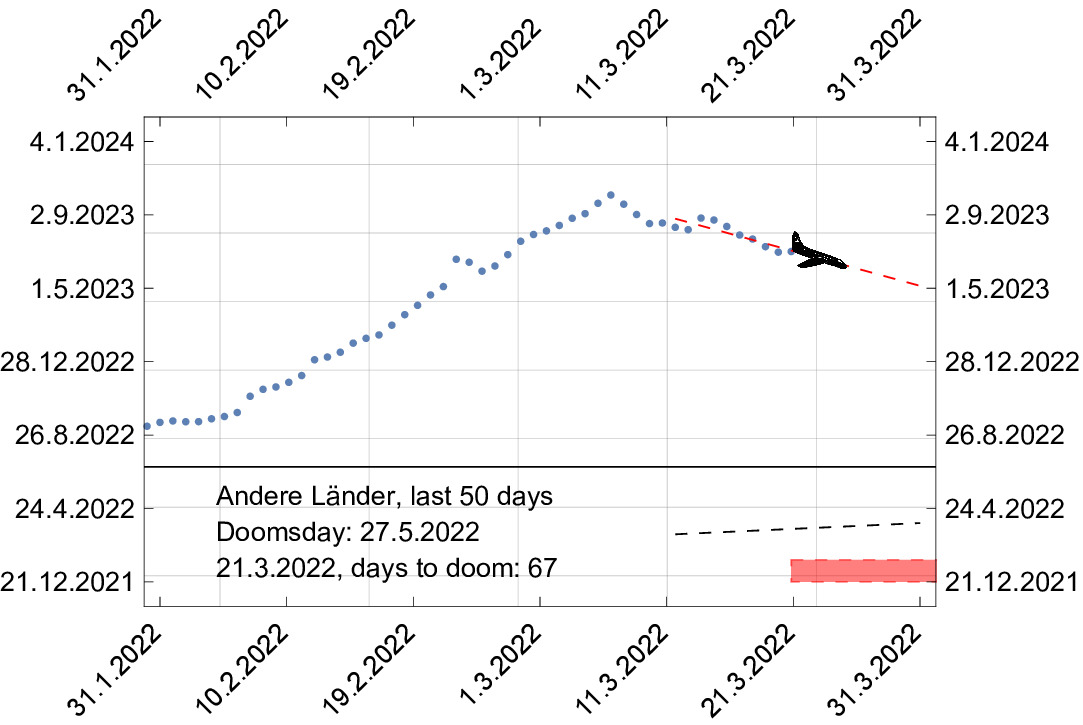 31.1.2022 10.2.2022 19.2.2022 1.3.2022 11.3.2022 21.3.2022 31.3.2022
4.1.2024 4.1.2024
2.9.2023 2.9.2023
1.5.2023 1.5.2023
28.12.2022 28.12.2022
26.8.2022 26.8.2022
Andere Länder, last 50 days
24.4.2022 24.4.2022
Doomsday: 27.5.2022
21.3.2022, days to doom: 67
21.12.2021 21.12.2021
31.1.2022 10.2.2022 19.2.2022 1.3.2022 11.3.2022 21.3.2022 31.3.2022